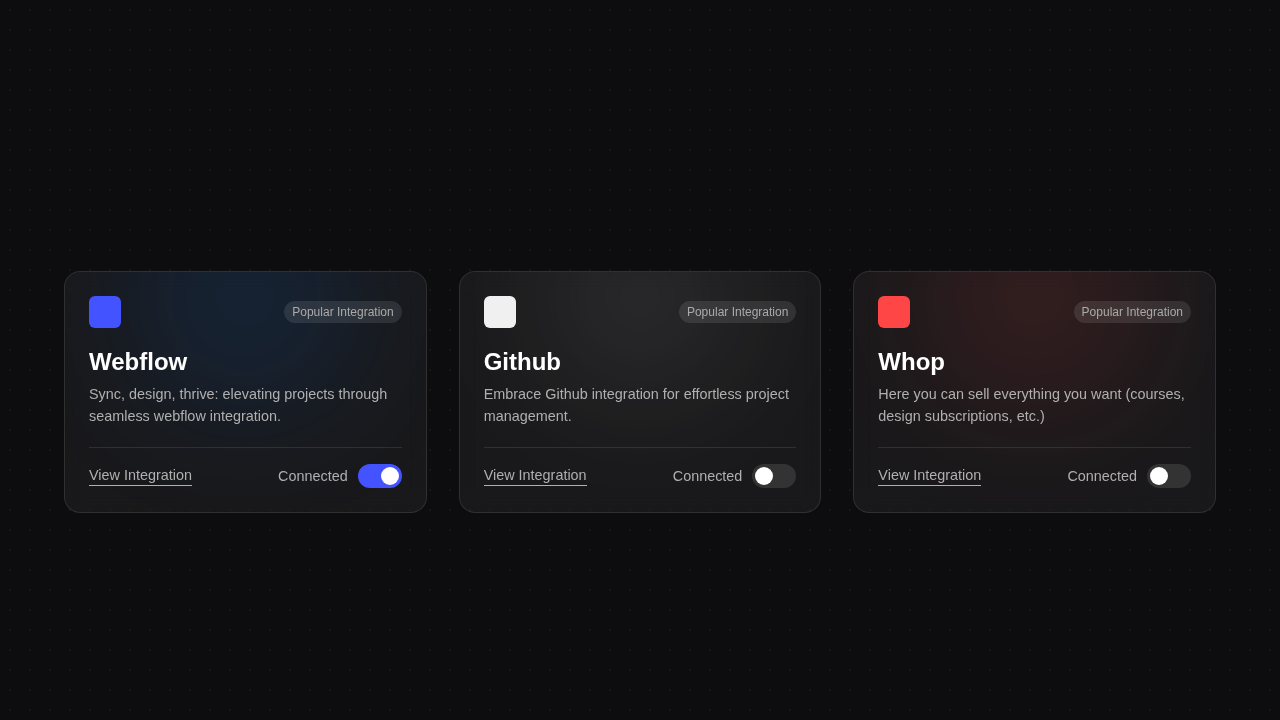 Popular Integration
Webflow
Sync, design, thrive: elevating projects through
seamless webflow integration.
View Integration
Connected
Popular Integration
Github
Embrace Github integration for effortless project
management.
View Integration
Connected
Popular Integration
Whop
Here you can sell everything you want (courses,
design subscriptions, etc.)
View Integration
Connected